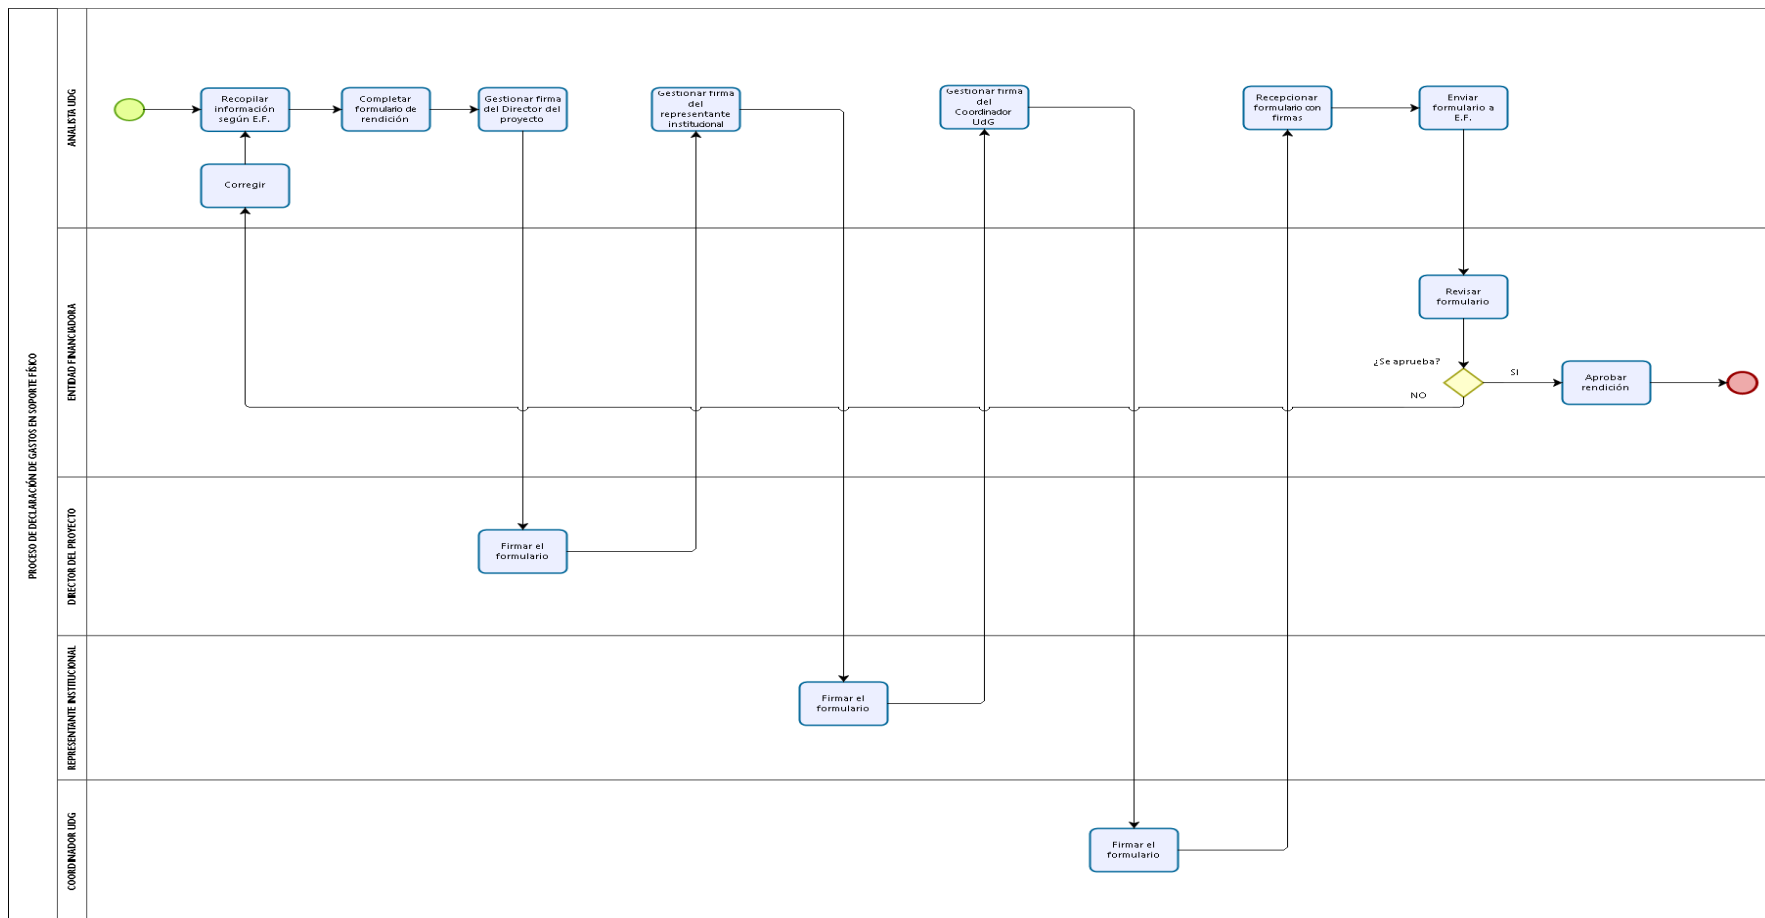 PROCESO DE DECLARACIÓN DE GASTOS EN SOPORTE FÍSICO
ANALISTA UDG
Recopilar
información
según E.F.
Completar
formulario de
rendición
Gestionar firma
del Director del
proyecto
Gestionar firma
del
representante
institucional
Gestionar firma
del
Coordinador
UdG
Recepcionar
formulario con
firmas
Enviar
formulario a
E.F.
Corregir
ENTIDAD FINANCIADORA
Revisar
formulario
¿Se aprueba?
SI
NO
Aprobar
rendición
DIRECTOR DEL PROYECTO
Firmar el
formulario
REPRESENTANTE INSTITUCIONAL
Firmar el
formulario
COORDINADOR UDG
Firmar el
formulario